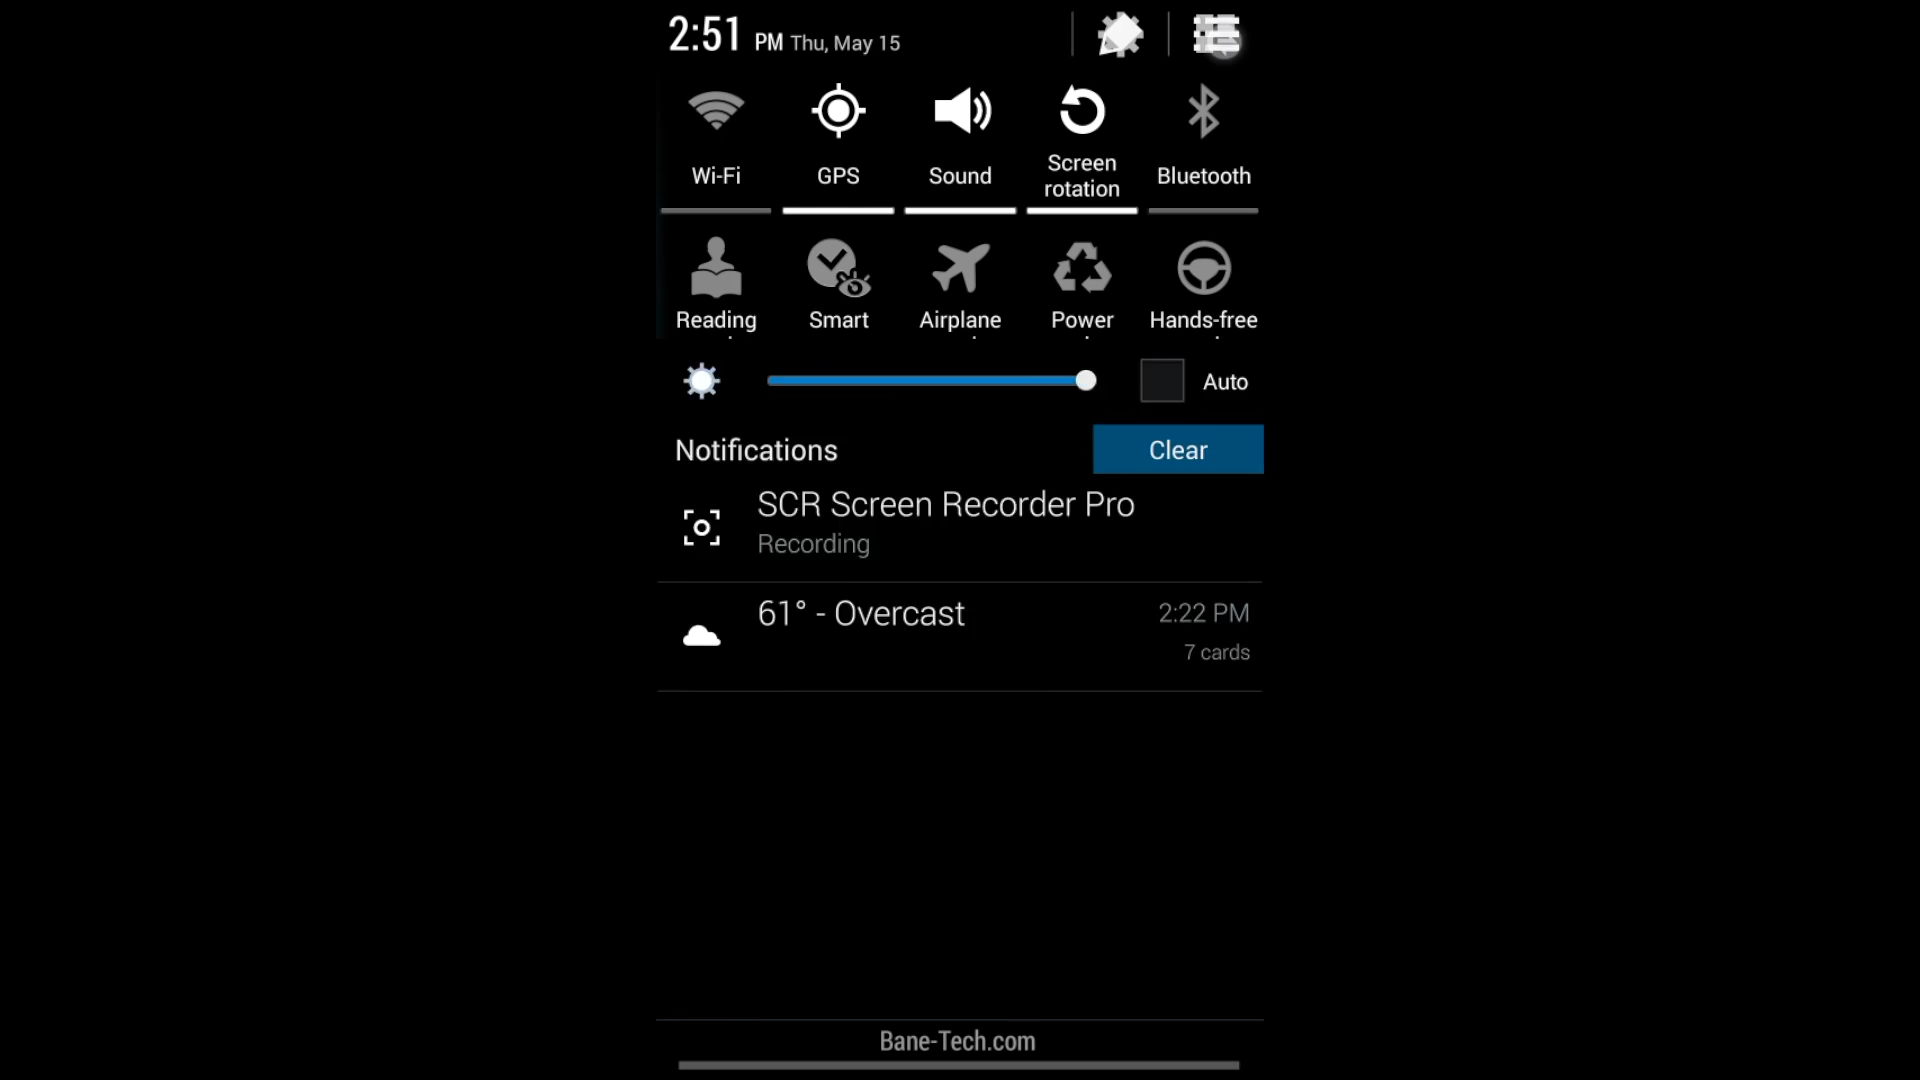 2:51 PM Thu, May 15
Wi-Fi
GPS
Sound
Screen
rotation
Bluetooth
Reading
Smart
Airplane
Power
Hands-free
Auto
Notifications
Clear
SCR Screen Recorder Pro
Recording
61° - Overcast
2:22 PM
7 cards
Bane-Tech.com